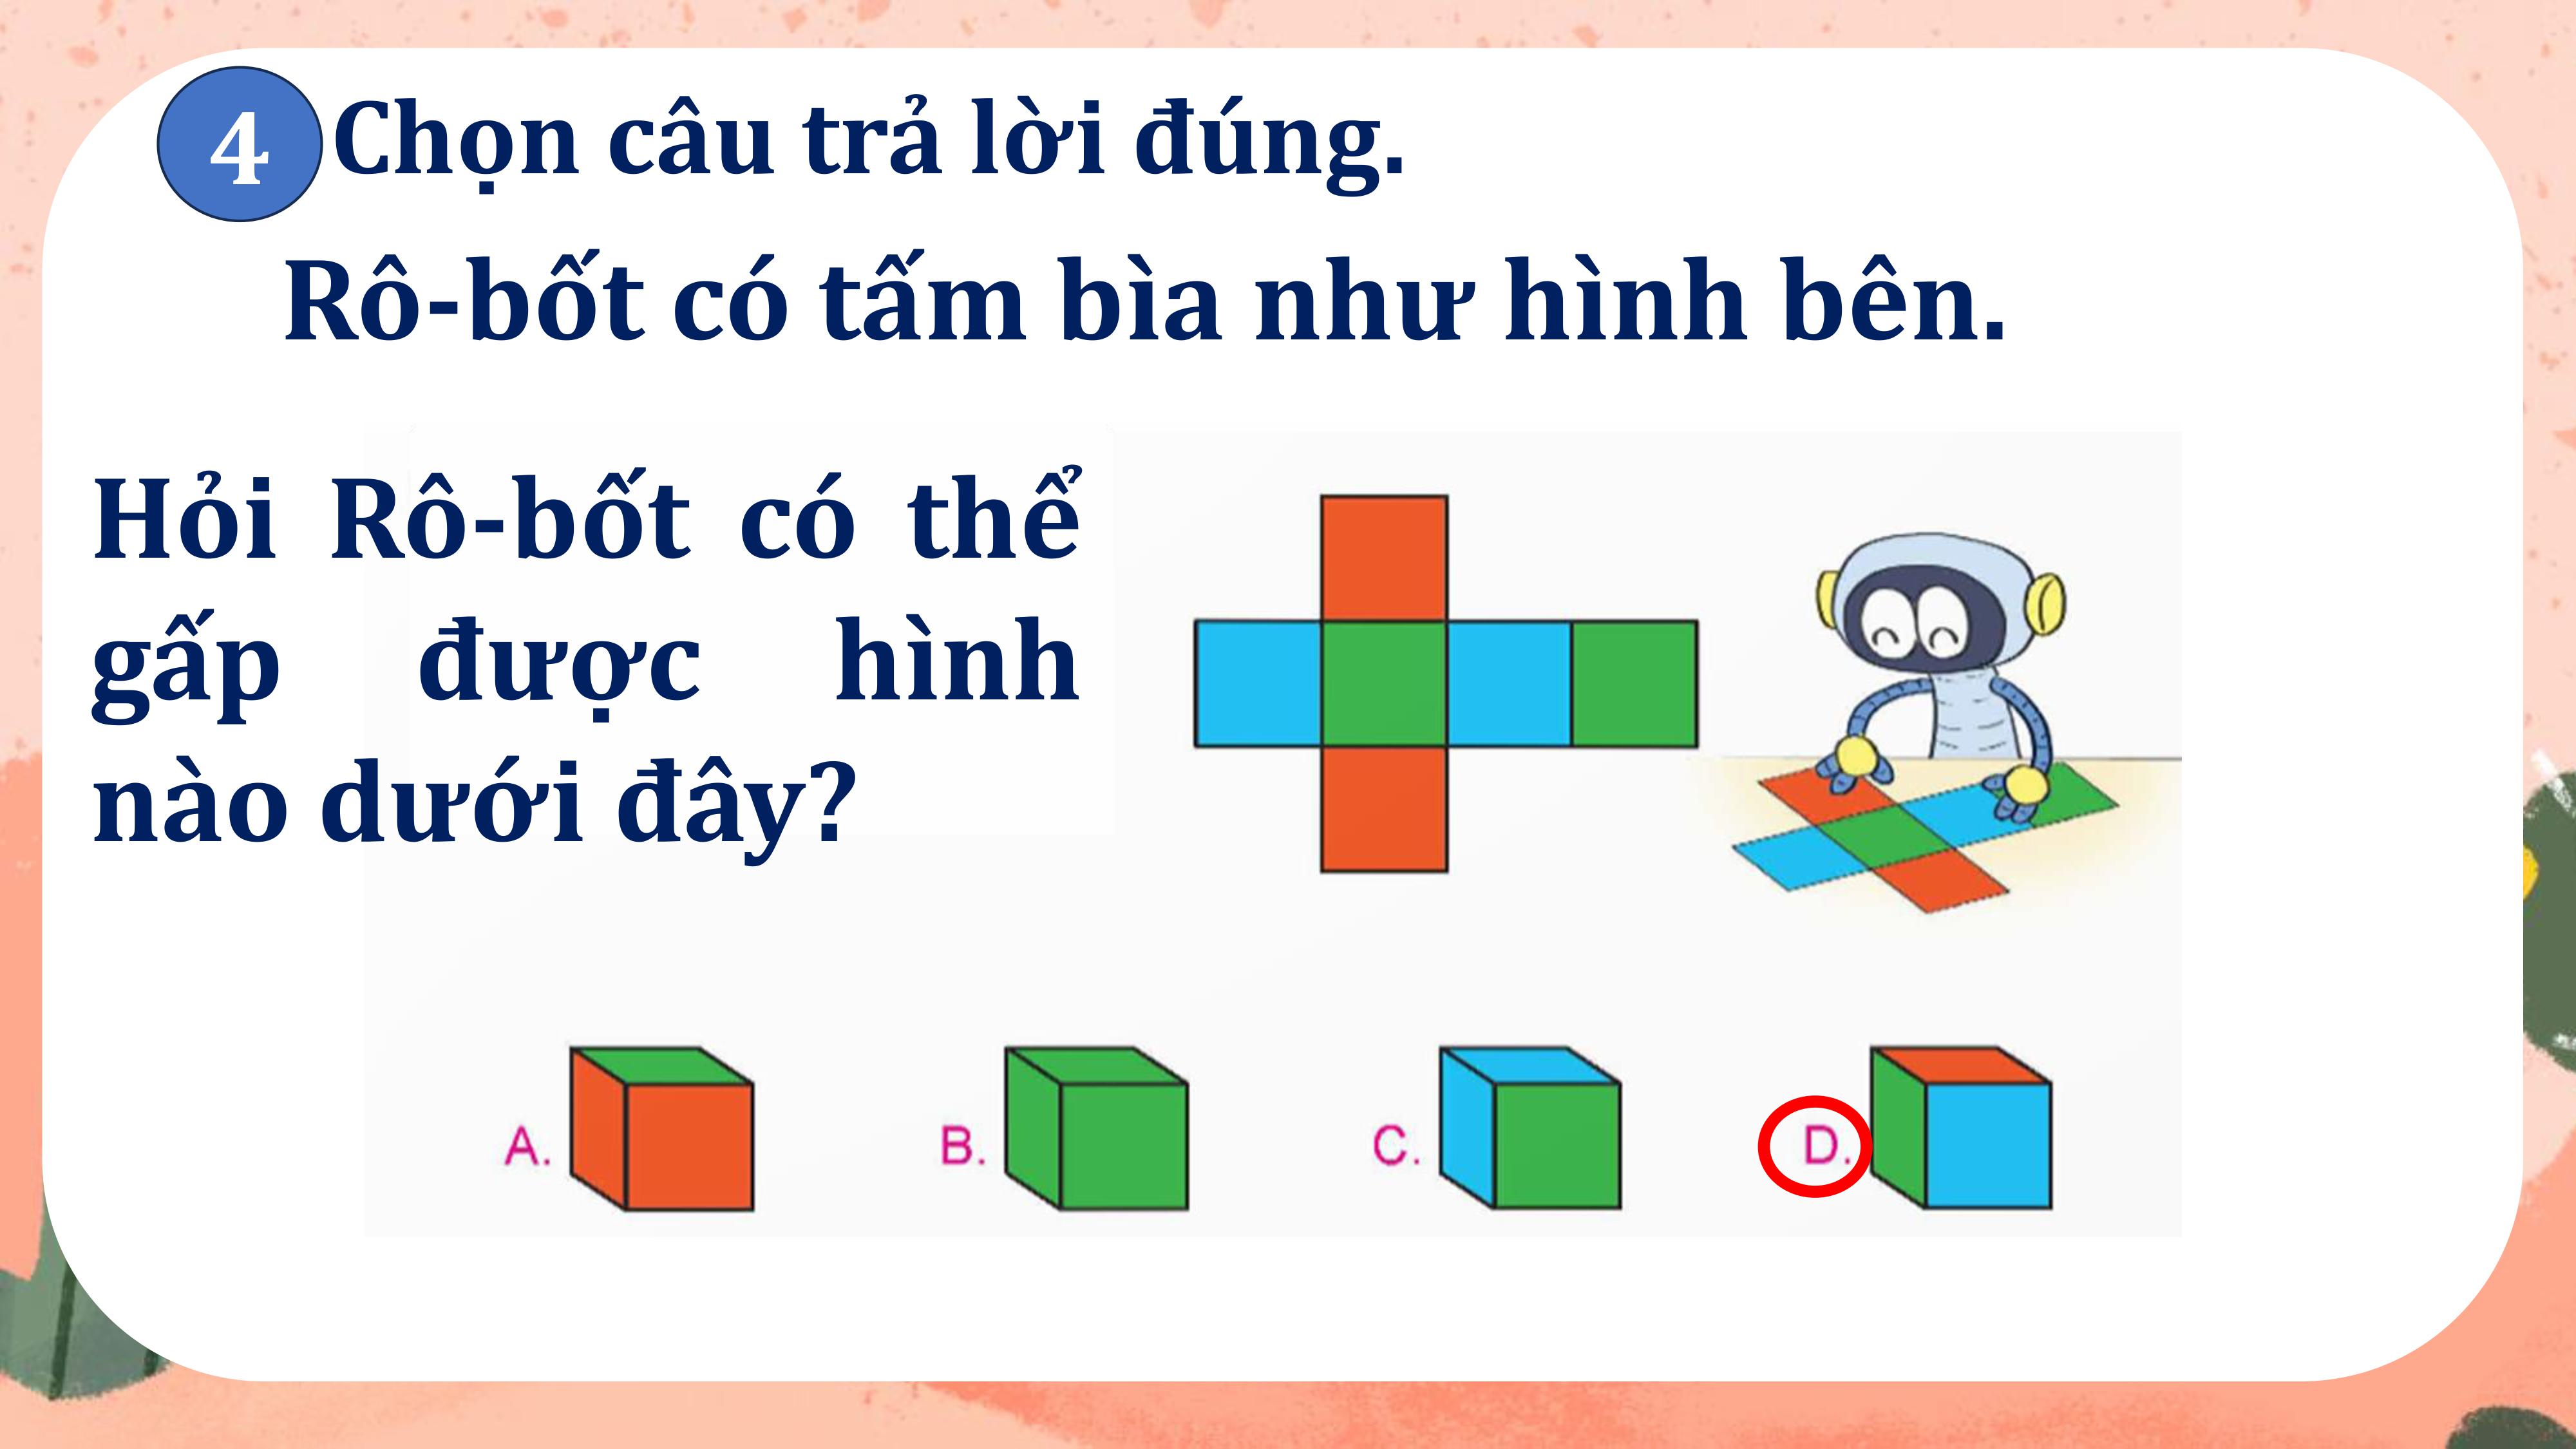 4 Chọn câu trả lời đúng.
Rô-bốt có tấm bìa như hình bên.
Hỏi Rô-bốt có thể
gấp được hình
nào dưới đây?
A. B. C. D.